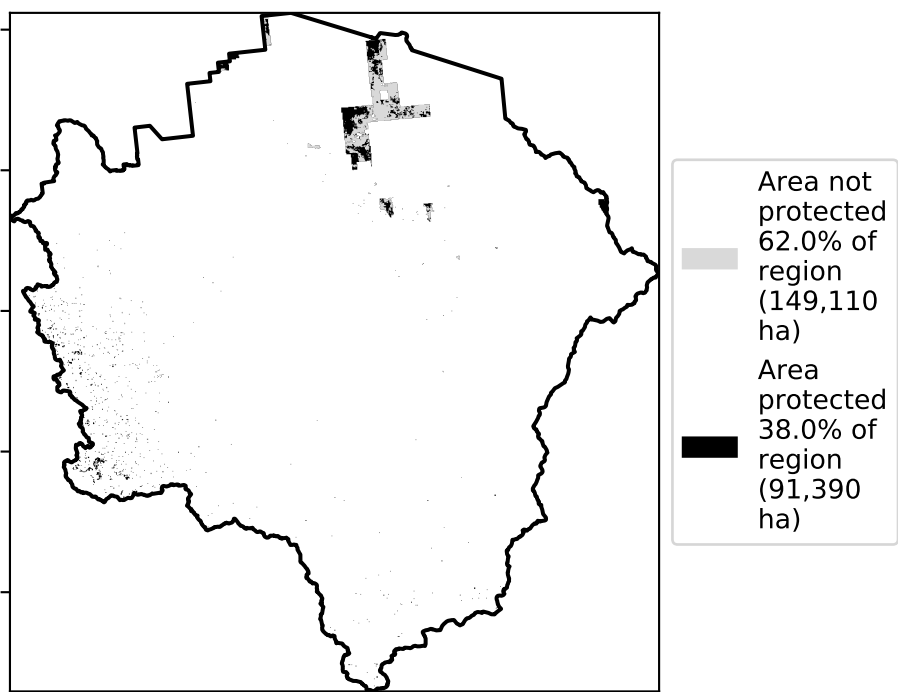 Area not
protected
62.0% of
region
(149,110
ha)
Area
protected
38.0% of
region
(91,390
ha)